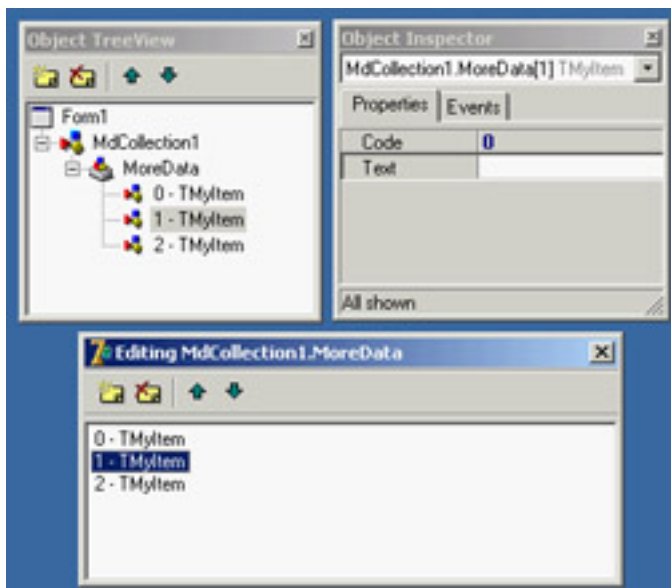 Object TreeView
Form1
MdCollection1
MoreData
0 - TMyItem
1 - TMyItem
2 - TMyItem
Object Inspector
MdCollection1.MoreData[1] TMyItem
Properties Events
Code 0
Text
All shown
Editing MdCollection1.MoreData
0 - TMyItem
1 - TMyItem
2 - TMyItem